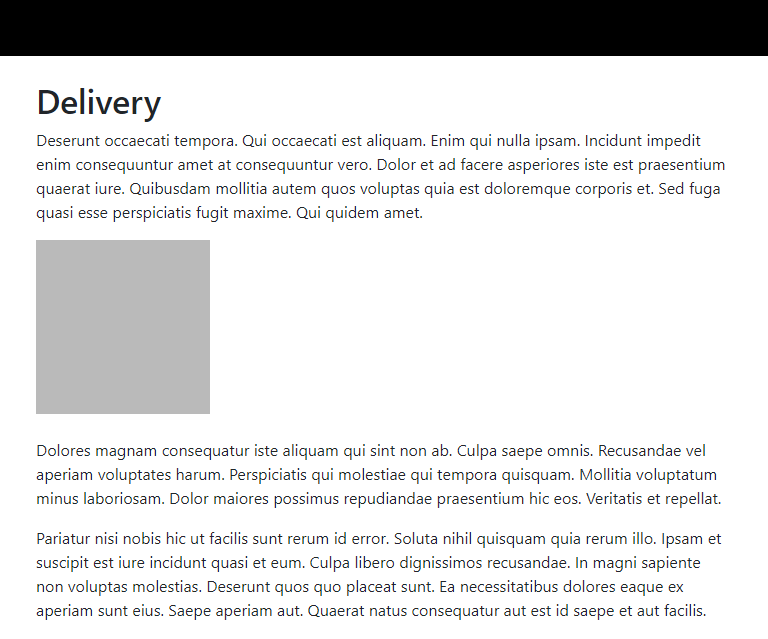 Delivery
Deserunt occaecati tempora. Qui occaecati est aliquam. Enim qui nulla ipsam. Incidunt impedit
enim consequuntur amet at consequuntur vero. Dolor et ad facere asperiores iste est praesentium
quaerat iure. Quibusdam mollitia autem quos voluptas quia est doloremque corporis et. Sed fuga
quasi esse perspiciatis fugit maxime. Qui quidem amet.
Dolores magnam consequatur iste aliquam qui sint non ab. Culpa saepe omnis. Recusandae vel
aperiam voluptates harum. Perspiciatis qui molestiae qui tempora quisquam. Mollitia voluptatum
minus laboriosam. Dolor maiores possimus repudiandae praesentium hic eos. Veritatis et repellat.
Pariatur nisi nobis hic ut facilis sunt rerum id error. Soluta nihil quisquam quia rerum illo. Ipsam et
suscipit est iure incidunt quasi et eum. Culpa libero dignissimos recusandae. In magni sapiente
non voluptas molestias. Deserunt quos quo placeat sunt. Ea necessitatibus dolores eaque ex
aperiam sunt eius. Saepe aperiam aut. Quaerat natus consequatur aut est id saepe et aut facilis.